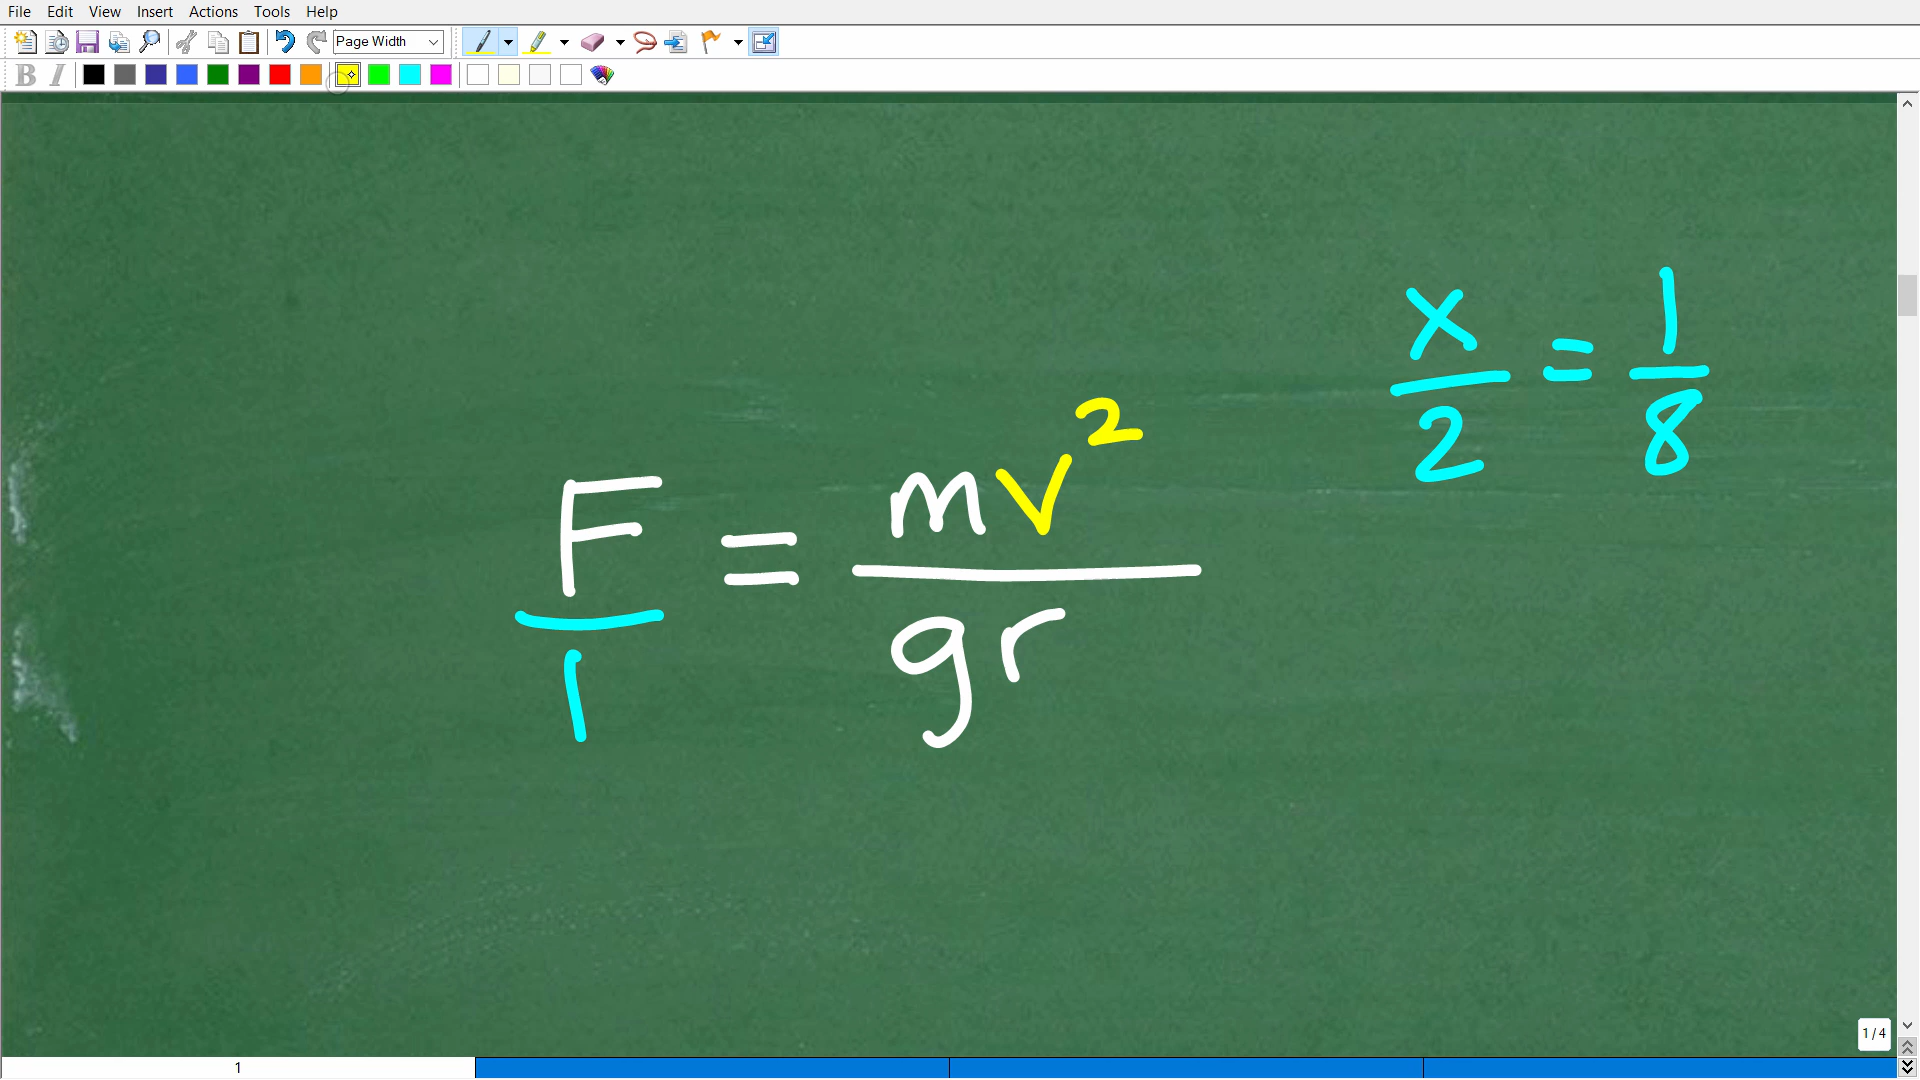 File Edit View Insert Actions Tools Help
Page Width
B I
x/2 = 1/8
F/1 = mv²/gr
1 / 4
1